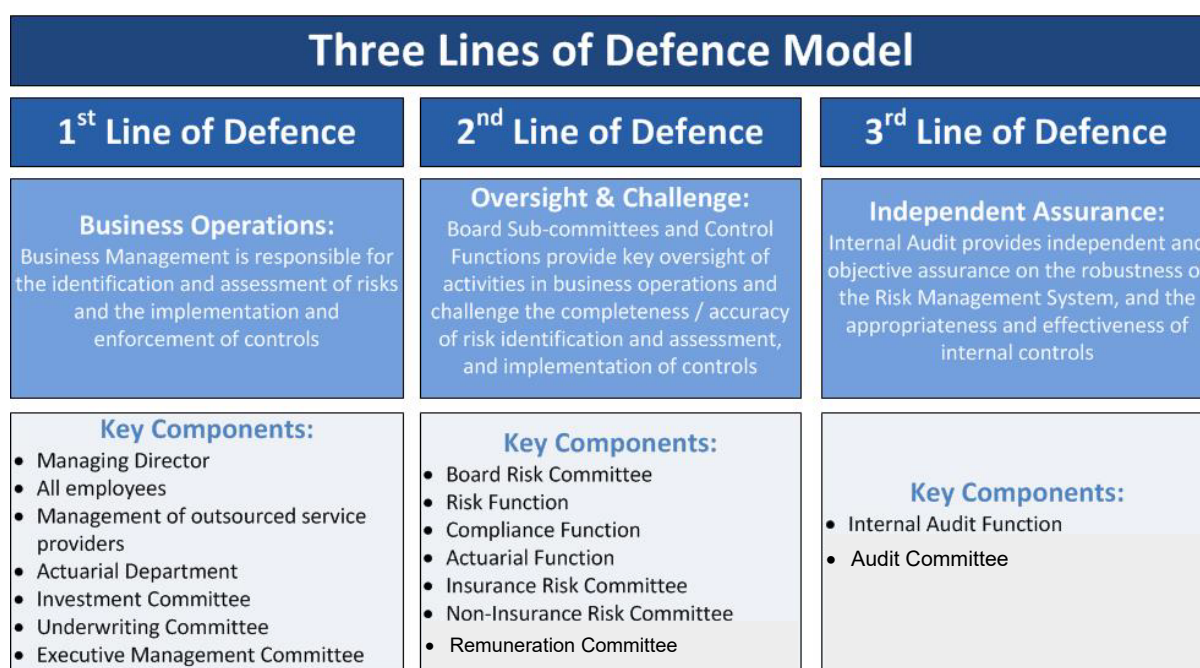 Three Lines of Defence Model
1st Line of Defence
Business Operations:
Business Management is responsible for
the identification and assessment of risks
and the implementation and
enforcement of controls
Key Components:
• Managing Director
• All employees
• Management of outsourced service
providers
• Actuarial Department
• Investment Committee
• Underwriting Committee
• Executive Management Committee
2nd Line of Defence
Oversight & Challenge:
Board Sub-committees and Control
Functions provide key oversight of
activities in business operations and
challenge the completeness / accuracy
of risk identification and assessment,
and implementation of controls
Key Components:
• Board Risk Committee
• Risk Function
• Compliance Function
• Actuarial Function
• Insurance Risk Committee
• Non-Insurance Risk Committee
• Remuneration Committee
3rd Line of Defence
Independent Assurance:
Internal Audit provides independent and
objective assurance on the robustness o
the Risk Management System, and the
appropriateness and effectiveness of
internal controls
Key Components:
• Internal Audit Function
• Audit Committee